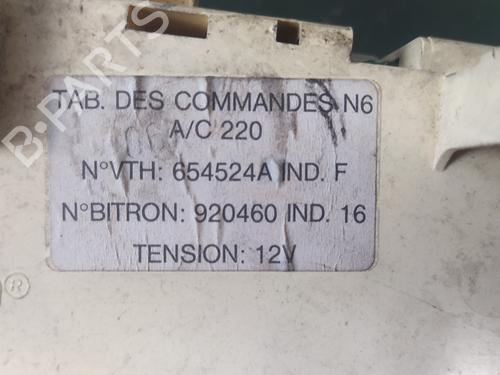 B-PARTS
TAB. DES COMMANDES N6
A/C 220
N°VTH: 654524A IND. F
N°BITRON: 920460 IND. 16
TENSION: 12V
®